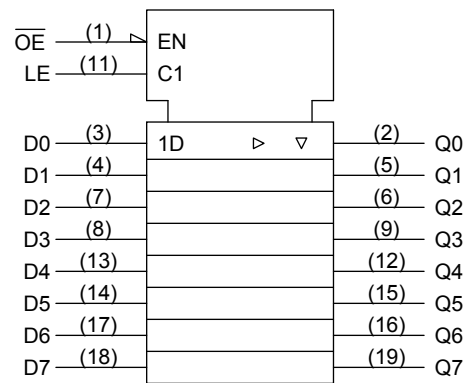 O̅E̅ (1) EN
LE (11) C1
D0 (3) 1D (2) Q0
D1 (4) (5) Q1
D2 (7) (6) Q2
D3 (8) (9) Q3
D4 (13) (12) Q4
D5 (14) (15) Q5
D6 (17) (16) Q6
D7 (18) (19) Q7